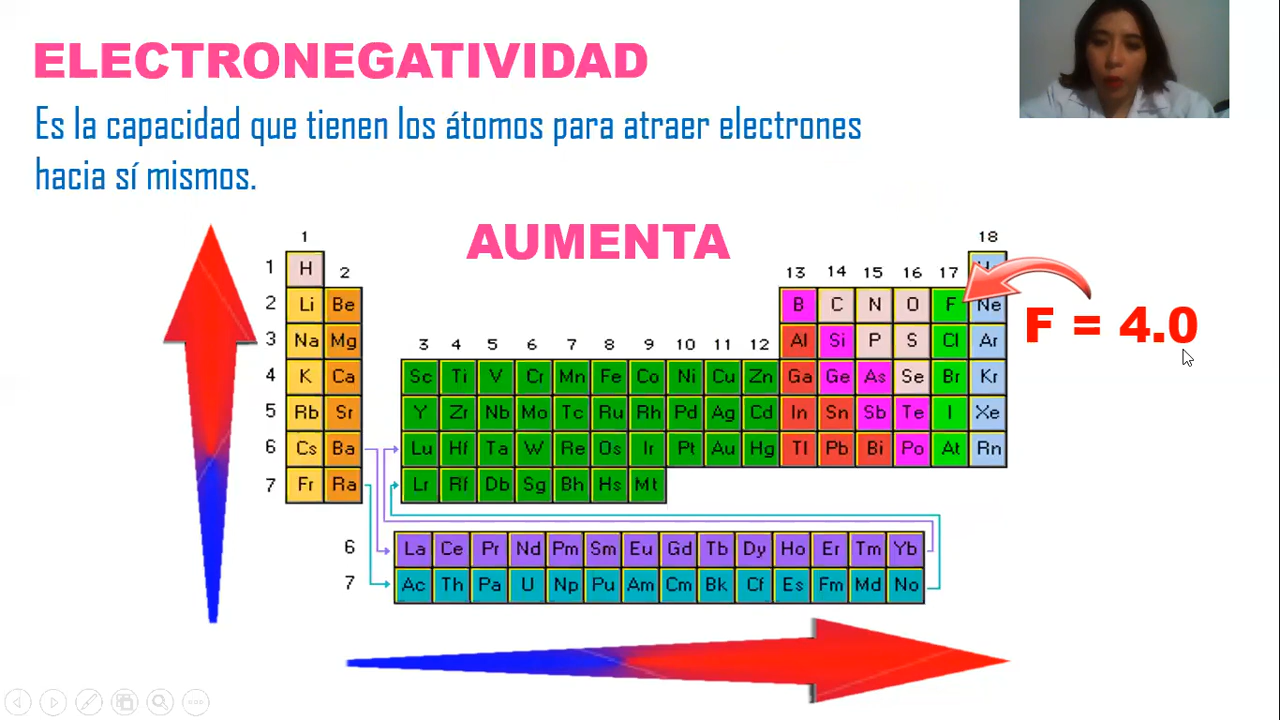 ELECTRONEGATIVIDAD
Es la capacidad que tienen los átomos para atraer electrones
hacia sí mismos.
AUMENTA
1 18
1 H
2 13 14 15 16 17
2 Li Be B C N O F Ne
F = 4.0
3 Na Mg 3 4 5 6 7 8 9 10 11 12 Al Si P S Cl Ar
4 K Ca Sc Ti V Cr Mn Fe Co Ni Cu Zn Ga Ge As Se Br Kr
5 Rb Sr Y Zr Nb Mo Tc Ru Rh Pd Ag Cd In Sn Sb Te I Xe
6 Cs Ba Lu Hf Ta W Re Os Ir Pt Au Hg Tl Pb Bi Po At Rn
7 Fr Ra Lr Rf Db Sg Bh Hs Mt
6 La Ce Pr Nd Pm Sm Eu Gd Tb Dy Ho Er Tm Yb
7 Ac Th Pa U Np Pu Am Cm Bk Cf Es Fm Md No